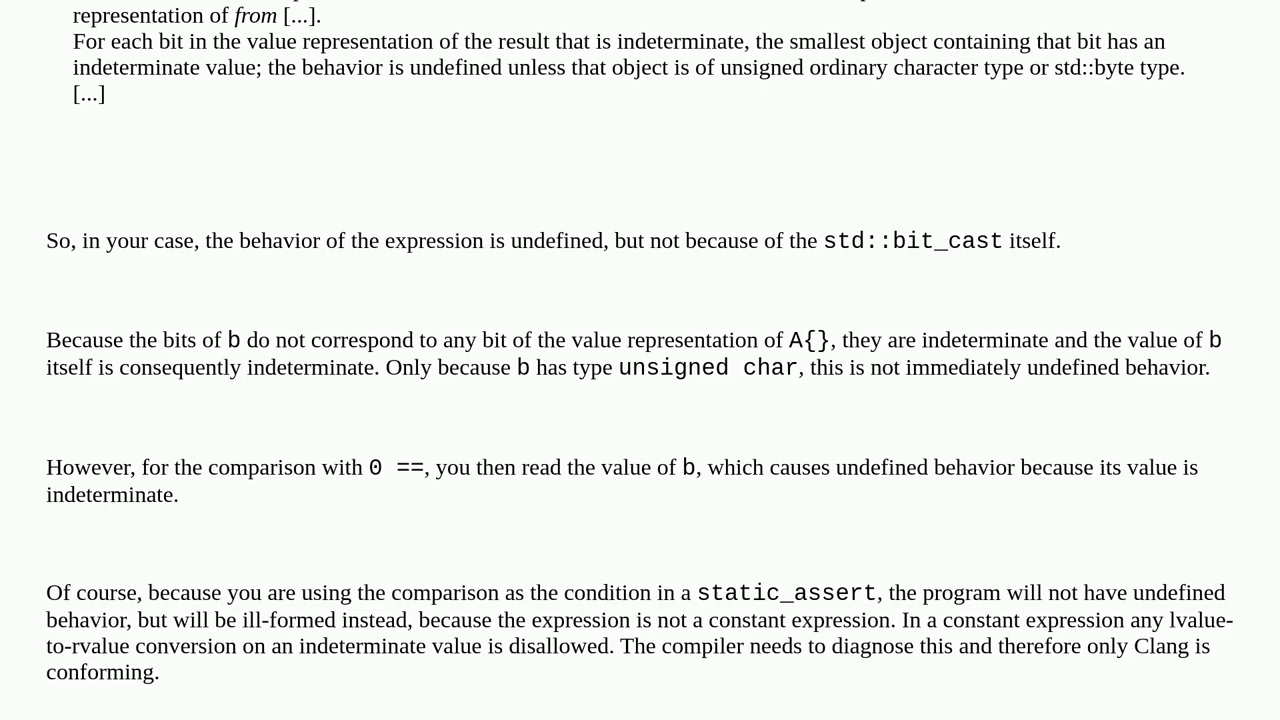 representation of from [...].
For each bit in the value representation of the result that is indeterminate, the smallest object containing that bit has an
indeterminate value; the behavior is undefined unless that object is of unsigned ordinary character type or std::byte type.
[...]
So, in your case, the behavior of the expression is undefined, but not because of the std::bit_cast itself.
Because the bits of b do not correspond to any bit of the value representation of A{}, they are indeterminate and the value of b
itself is consequently indeterminate. Only because b has type unsigned char, this is not immediately undefined behavior.
However, for the comparison with 0 ==, you then read the value of b, which causes undefined behavior because its value is
indeterminate.
Of course, because you are using the comparison as the condition in a static_assert, the program will not have undefined
behavior, but will be ill-formed instead, because the expression is not a constant expression. In a constant expression any lvalue-
to-rvalue conversion on an indeterminate value is disallowed. The compiler needs to diagnose this and therefore only Clang is
conforming.